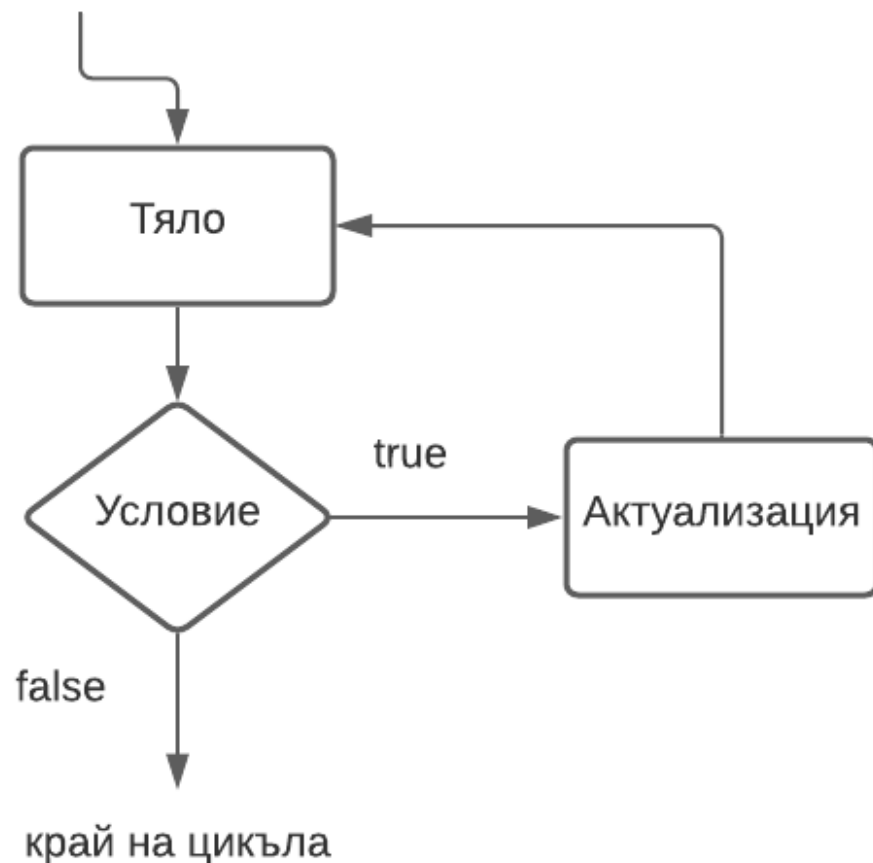 Тяло
true
Условие
Актуализация
false
край на цикъла